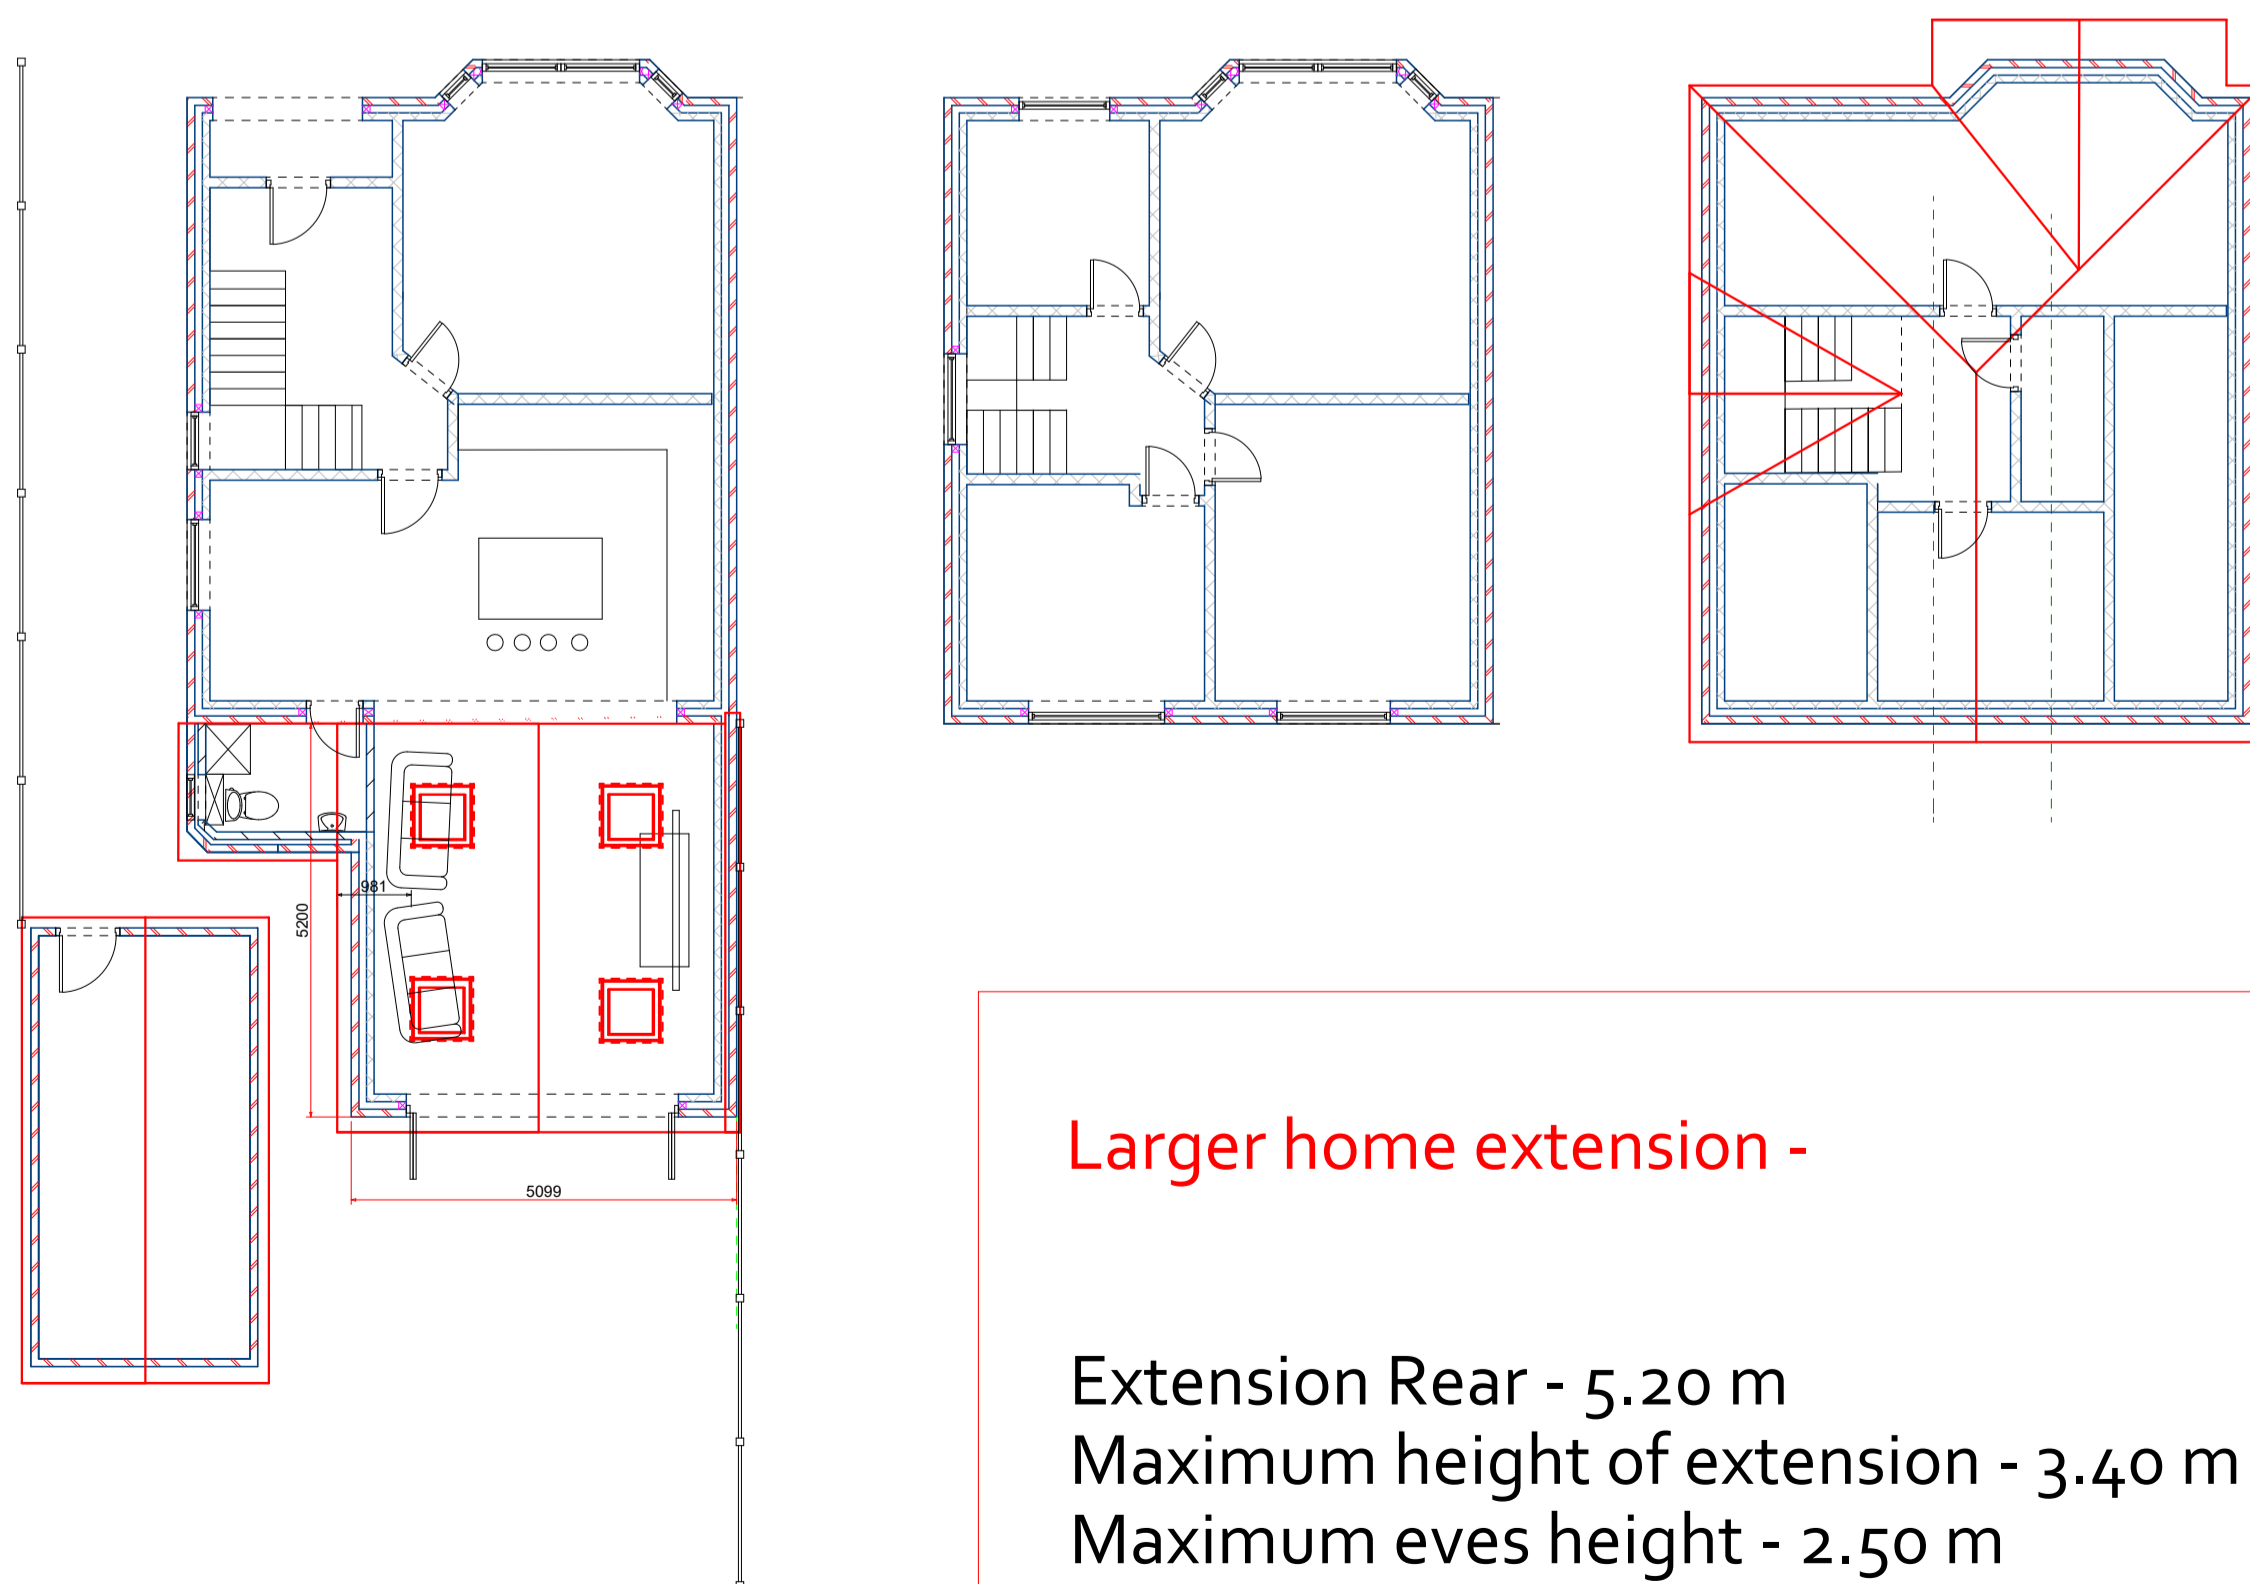 981
5200
5099
Larger home extension -
Extension Rear - 5.20 m
Maximum height of extension - 3.40 m
Maximum eves height - 2.50 m